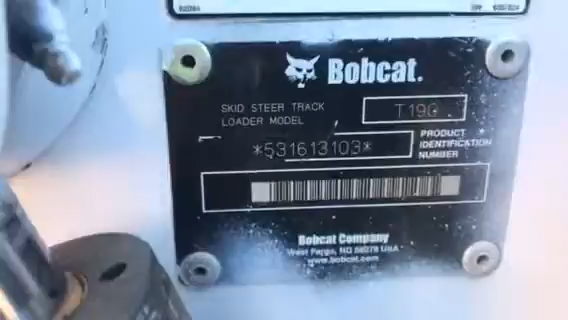 Bobcat.
SKID STEER TRACK
LOADER MODEL
T190
*531613103*
PRODUCT
IDENTIFICATION
NUMBER
Bobcat Company
West Fargo, ND 58078 USA
www.bobcat.com